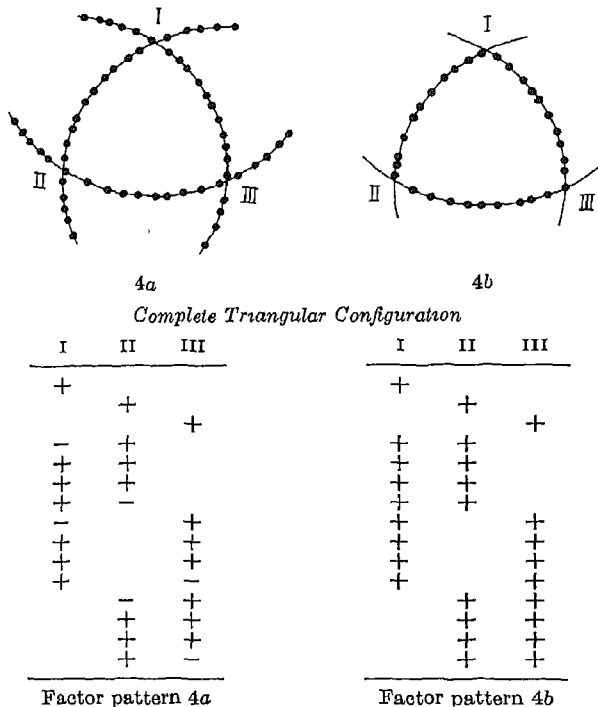 I I
II III II III
4a 4b
Complete Triangular Configuration
I II III I II III
+ +
+ +
+ +
− + + +
+ + + +
+ + + +
+ − + +
− + + +
+ + + +
+ + + +
+ − + +
− + + +
+ + + +
+ + + +
+ − + +
Factor pattern 4a Factor pattern 4b